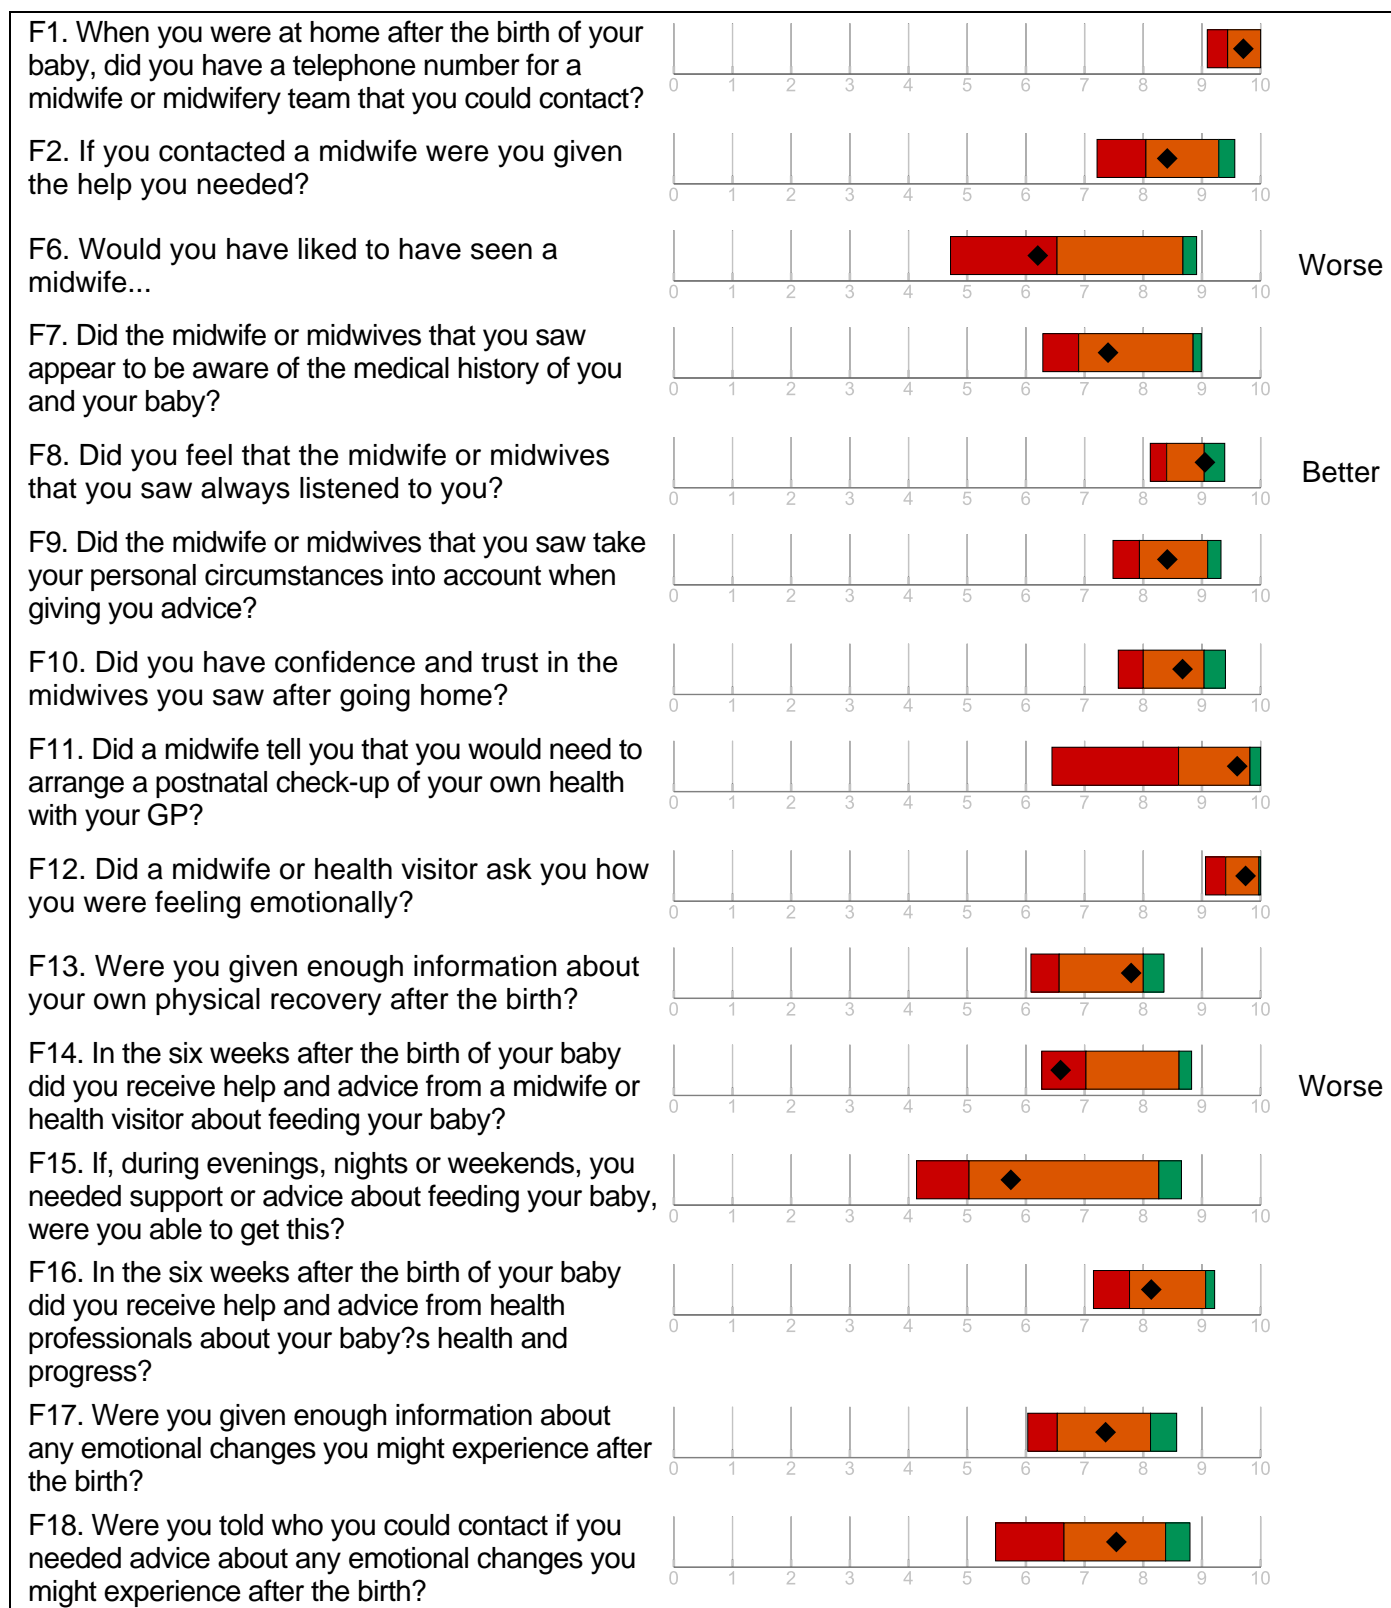 F1. When you were at home after the birth of your
baby, did you have a telephone number for a
midwife or midwifery team that you could contact?
0 1 2 3 4 5 6 7 8 9 10
F2. If you contacted a midwife were you given
the help you needed?
0 1 2 3 4 5 6 7 8 9 10
F6. Would you have liked to have seen a
midwife...
Worse
0 1 2 3 4 5 6 7 8 9 10
F7. Did the midwife or midwives that you saw
appear to be aware of the medical history of you
and your baby?
0 1 2 3 4 5 6 7 8 9 10
F8. Did you feel that the midwife or midwives
that you saw always listened to you?
Better
0 1 2 3 4 5 6 7 8 9 10
F9. Did the midwife or midwives that you saw take
your personal circumstances into account when
giving you advice?
0 1 2 3 4 5 6 7 8 9 10
F10. Did you have confidence and trust in the
midwives you saw after going home?
0 1 2 3 4 5 6 7 8 9 10
F11. Did a midwife tell you that you would need to
arrange a postnatal check-up of your own health
with your GP?
0 1 2 3 4 5 6 7 8 9 10
F12. Did a midwife or health visitor ask you how
you were feeling emotionally?
0 1 2 3 4 5 6 7 8 9 10
F13. Were you given enough information about
your own physical recovery after the birth?
0 1 2 3 4 5 6 7 8 9 10
F14. In the six weeks after the birth of your baby
did you receive help and advice from a midwife or
health visitor about feeding your baby?
Worse
0 1 2 3 4 5 6 7 8 9 10
F15. If, during evenings, nights or weekends, you
needed support or advice about feeding your baby,
were you able to get this?
0 1 2 3 4 5 6 7 8 9 10
F16. In the six weeks after the birth of your baby
did you receive help and advice from health
professionals about your baby?s health and
progress?
0 1 2 3 4 5 6 7 8 9 10
F17. Were you given enough information about
any emotional changes you might experience after
the birth?
0 1 2 3 4 5 6 7 8 9 10
F18. Were you told who you could contact if you
needed advice about any emotional changes you
might experience after the birth?
0 1 2 3 4 5 6 7 8 9 10